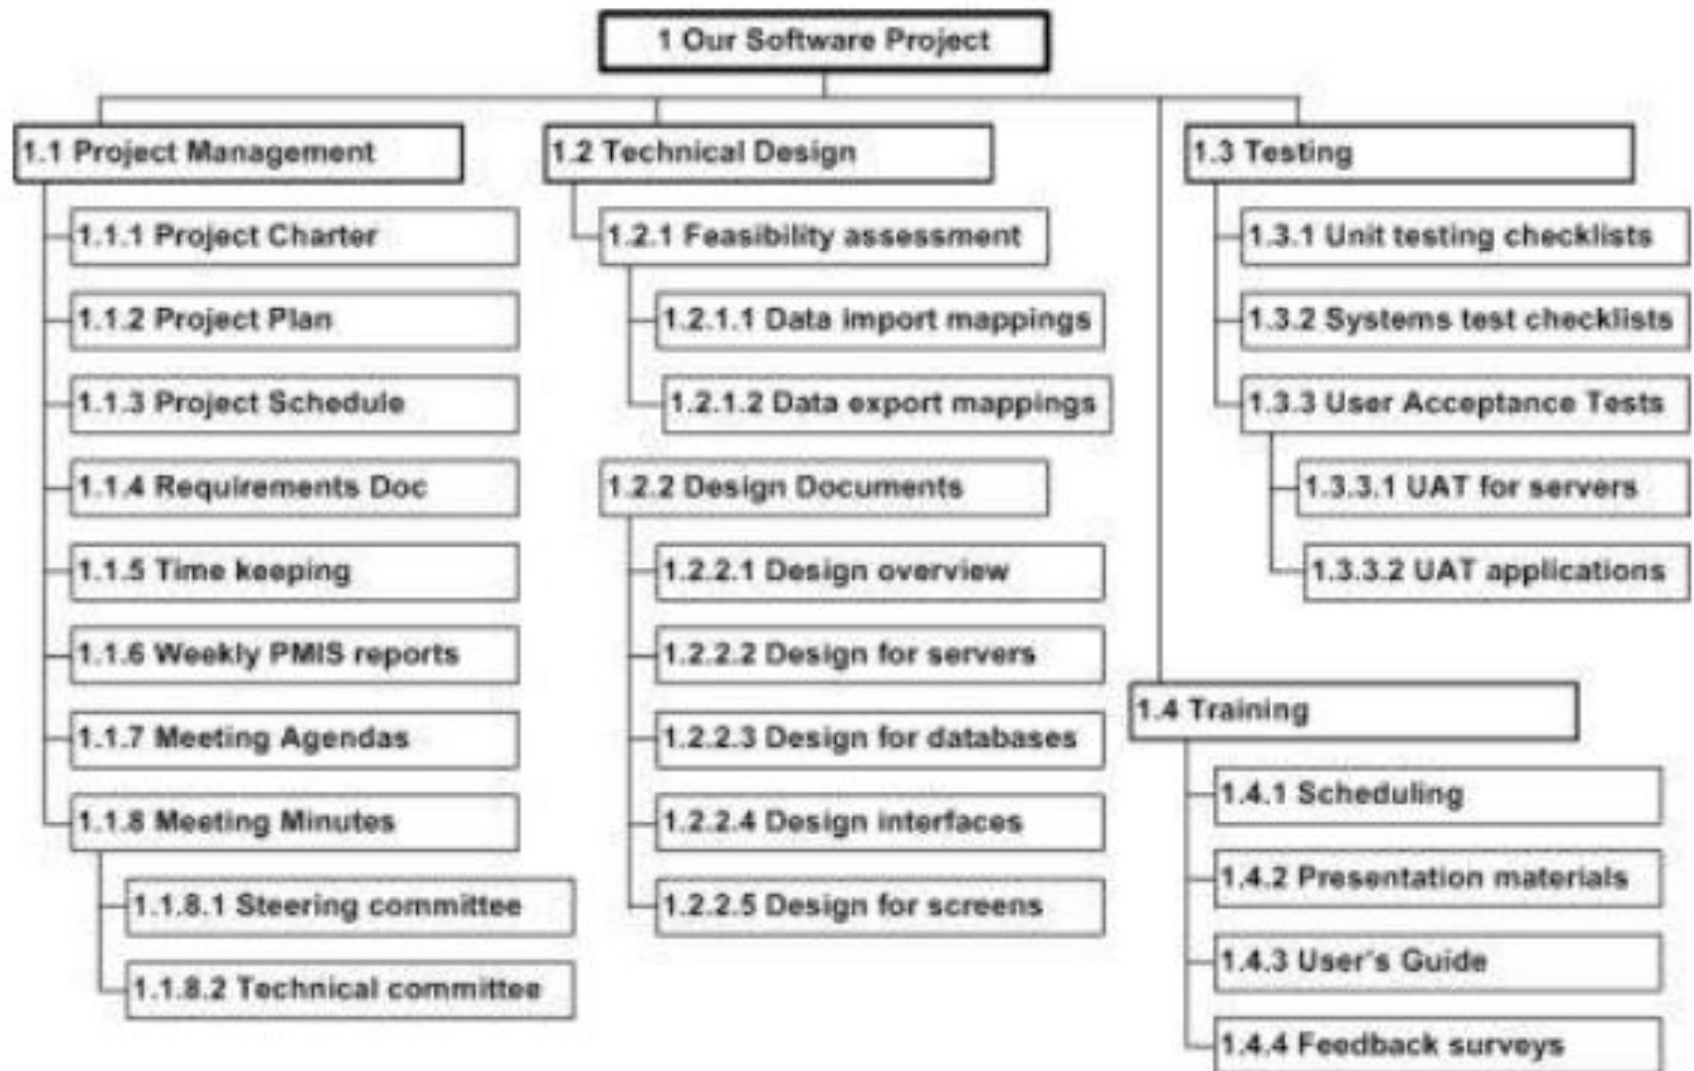 1 Our Software Project
1.1 Project Management
1.1.1 Project Charter
1.1.2 Project Plan
1.1.3 Project Schedule
1.1.4 Requirements Doc
1.1.5 Time keeping
1.1.6 Weekly PMIS reports
1.1.7 Meeting Agendas
1.1.8 Meeting Minutes
1.1.8.1 Steering committee
1.1.8.2 Technical committee
1.2 Technical Design
1.2.1 Feasibility assessment
1.2.1.1 Data import mappings
1.2.1.2 Data export mappings
1.2.2 Design Documents
1.2.2.1 Design overview
1.2.2.2 Design for servers
1.2.2.3 Design for databases
1.2.2.4 Design interfaces
1.2.2.5 Design for screens
1.3 Testing
1.3.1 Unit testing checklists
1.3.2 Systems test checklists
1.3.3 User Acceptance Tests
1.3.3.1 UAT for servers
1.3.3.2 UAT applications
1.4 Training
1.4.1 Scheduling
1.4.2 Presentation materials
1.4.3 User's Guide
1.4.4 Feedback surveys